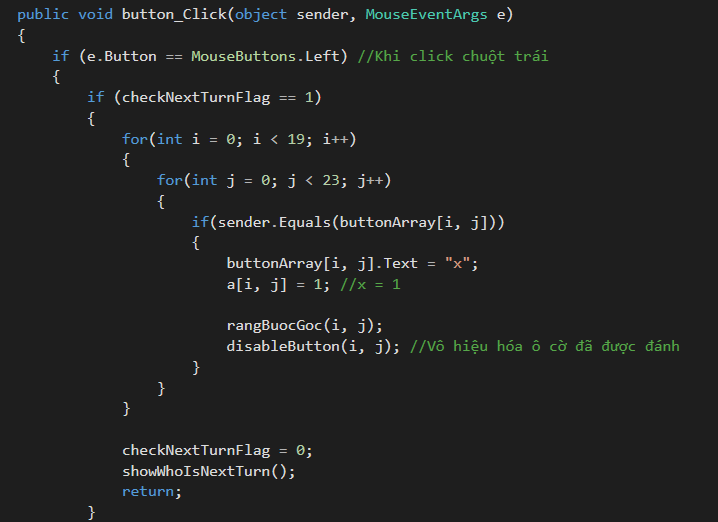 public void button_Click(object sender, MouseEventArgs e)
{
    if (e.Button == MouseButtons.Left) //Khi click chuột trái
    {
        if (checkNextTurnFlag == 1)
        {
            for(int i = 0; i < 19; i++)
            {
                for(int j = 0; j < 23; j++)
                {
                    if(sender.Equals(buttonArray[i, j]))
                    {
                        buttonArray[i, j].Text = "x";
                        a[i, j] = 1; //x = 1

                        rangBuocGoc(i, j);
                        disableButton(i, j); //Vô hiệu hóa ô cờ đã được đánh
                    }
                }
            }

            checkNextTurnFlag = 0;
            showWhoIsNextTurn();
            return;
        }